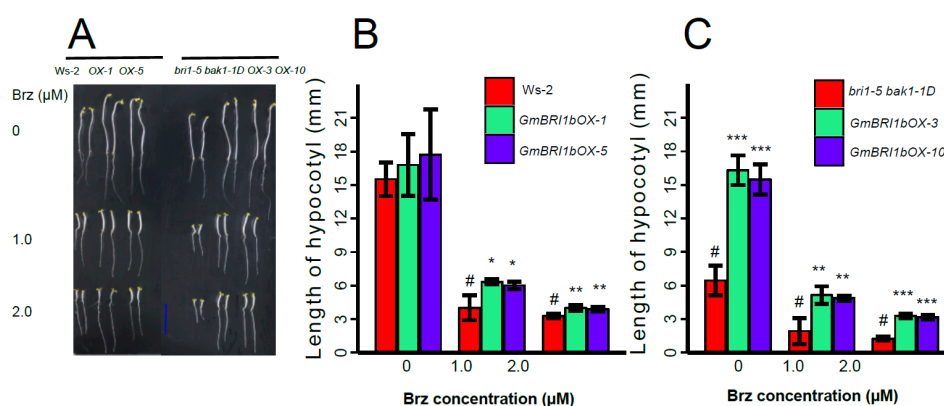 A
Ws-2 OX-1 OX-5
bri1-5 bak1-1D OX-3 OX-10
Brz (µM)
0
1.0
2.0
B
Length of hypocotyl (mm)
21
18
15
12
9
6
3
0
Ws-2
GmBRI1bOX-1
GmBRI1bOX-5
# * *
# ** **
0 1.0 2.0
Brz concentration (µM)
C
Length of hypocotyl (mm)
21
18
15
12
9
6
3
0
bri1-5 bak1-1D
GmBRI1bOX-3
GmBRI1bOX-10
# *** ***
# ** **
# *** ***
0 1.0 2.0
Brz concentration (µM)